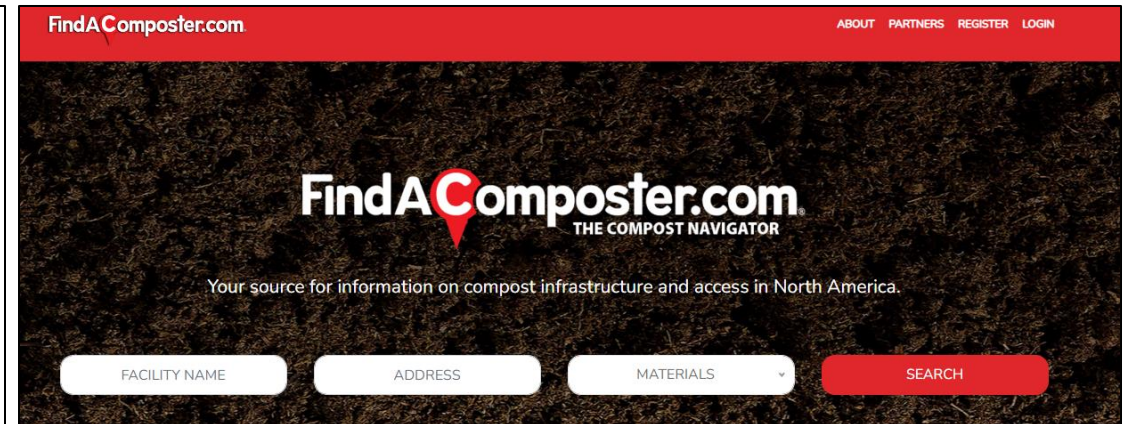 FindAComposter.com
ABOUT PARTNERS REGISTER LOGIN
FindAComposter.com®
THE COMPOST NAVIGATOR
Your source for information on compost infrastructure and access in North America.
FACILITY NAME
ADDRESS
MATERIALS
SEARCH